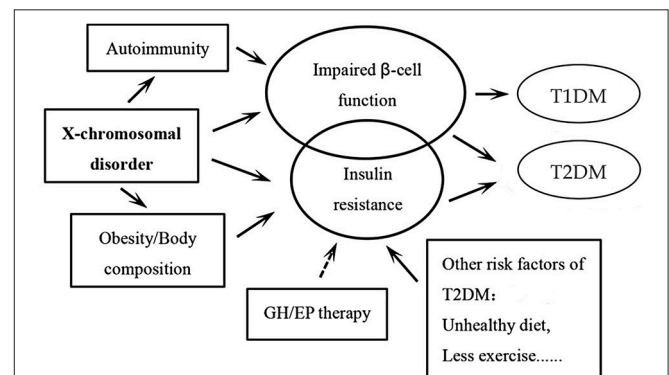 Autoimmunity
Impaired β-cell
function
T1DM
X-chromosomal
disorder
T2DM
Insulin
resistance
Obesity/Body
composition
Other risk factors of
T2DM：
Unhealthy diet,
Less exercise......
GH/EP therapy